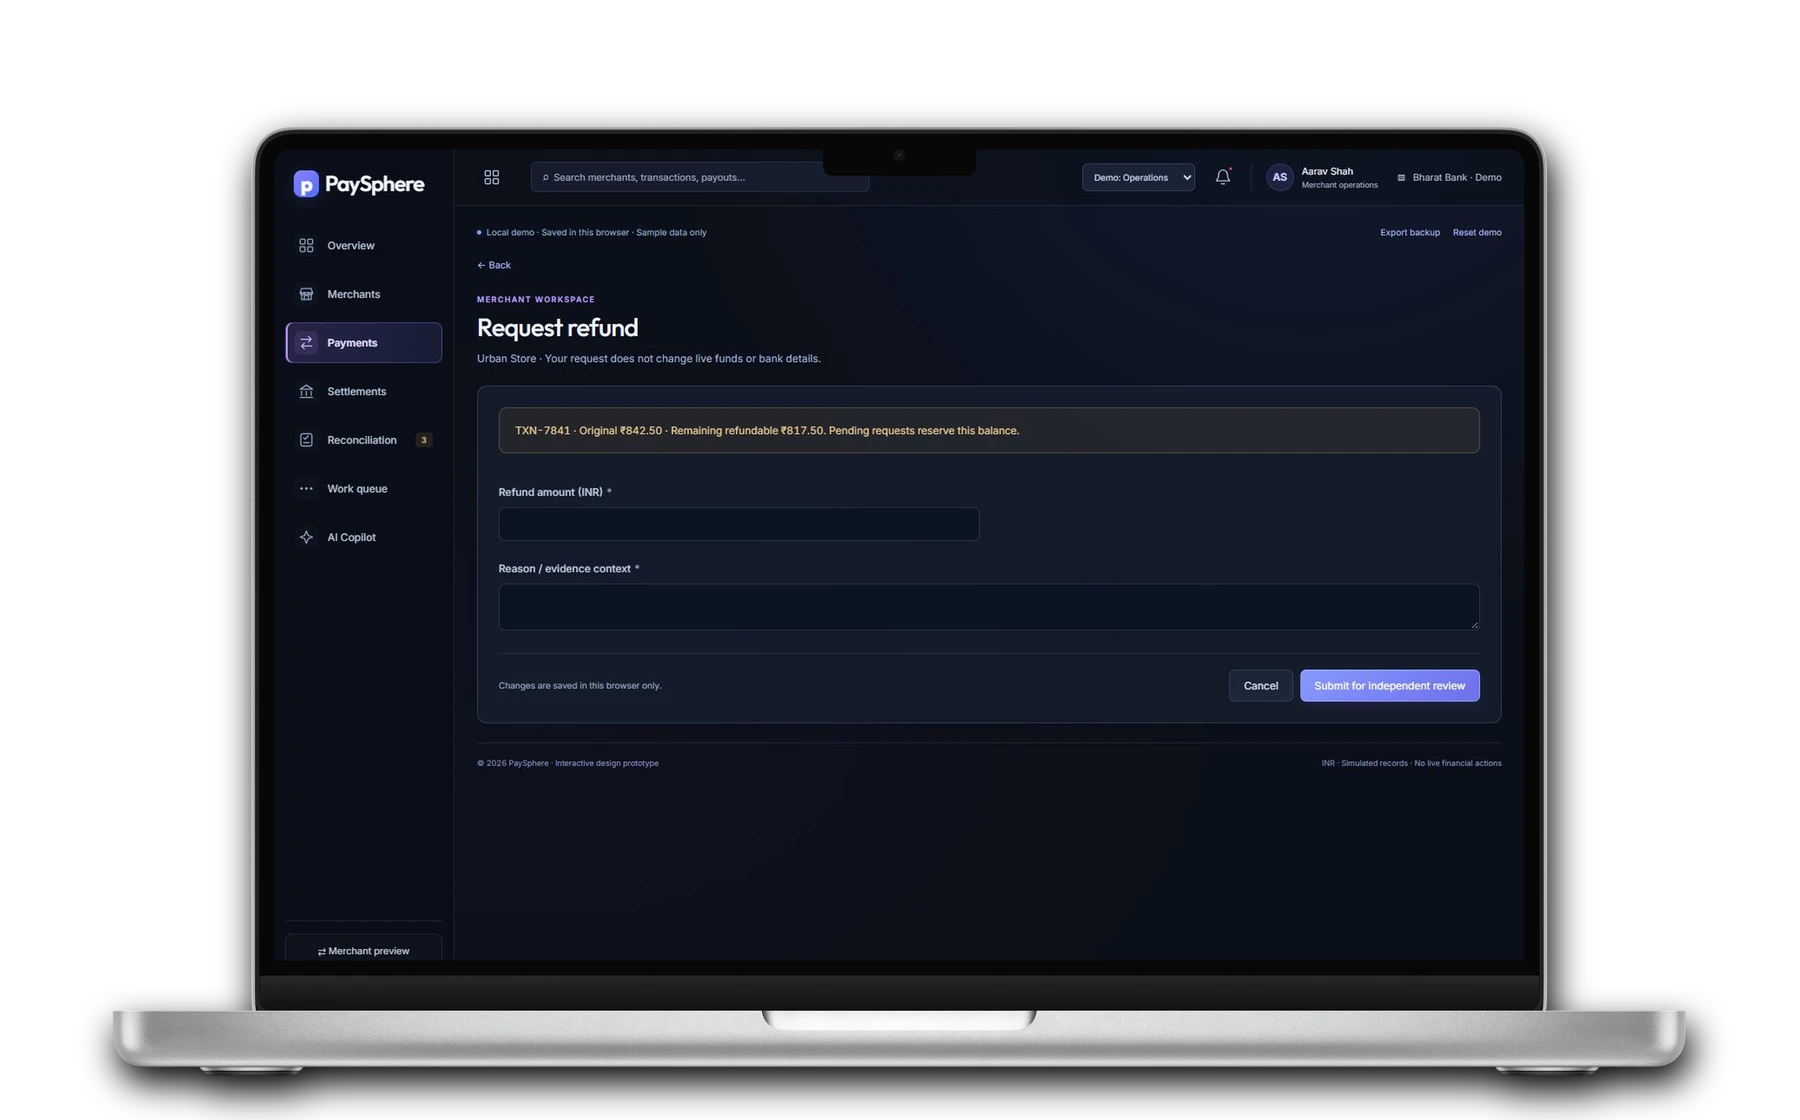 p PaySphere
Search merchants, transactions, payouts...
Demo: Operations
AS
Aarav Shah
Merchant operations
Bharat Bank · Demo
Overview
Merchants
Payments
Settlements
Reconciliation 3
Work queue
AI Copilot
⇄ Merchant preview
Local demo · Saved in this browser · Sample data only
Export backup Reset demo
← Back
MERCHANT WORKSPACE
Request refund
Urban Store · Your request does not change live funds or bank details.
TXN-7841 · Original ₹842.50 · Remaining refundable ₹817.50. Pending requests reserve this balance.
Refund amount (INR) *
Reason / evidence context *
Changes are saved in this browser only.
Cancel
Submit for independent review
© 2026 PaySphere · Interactive design prototype
INR · Simulated records · No live financial actions